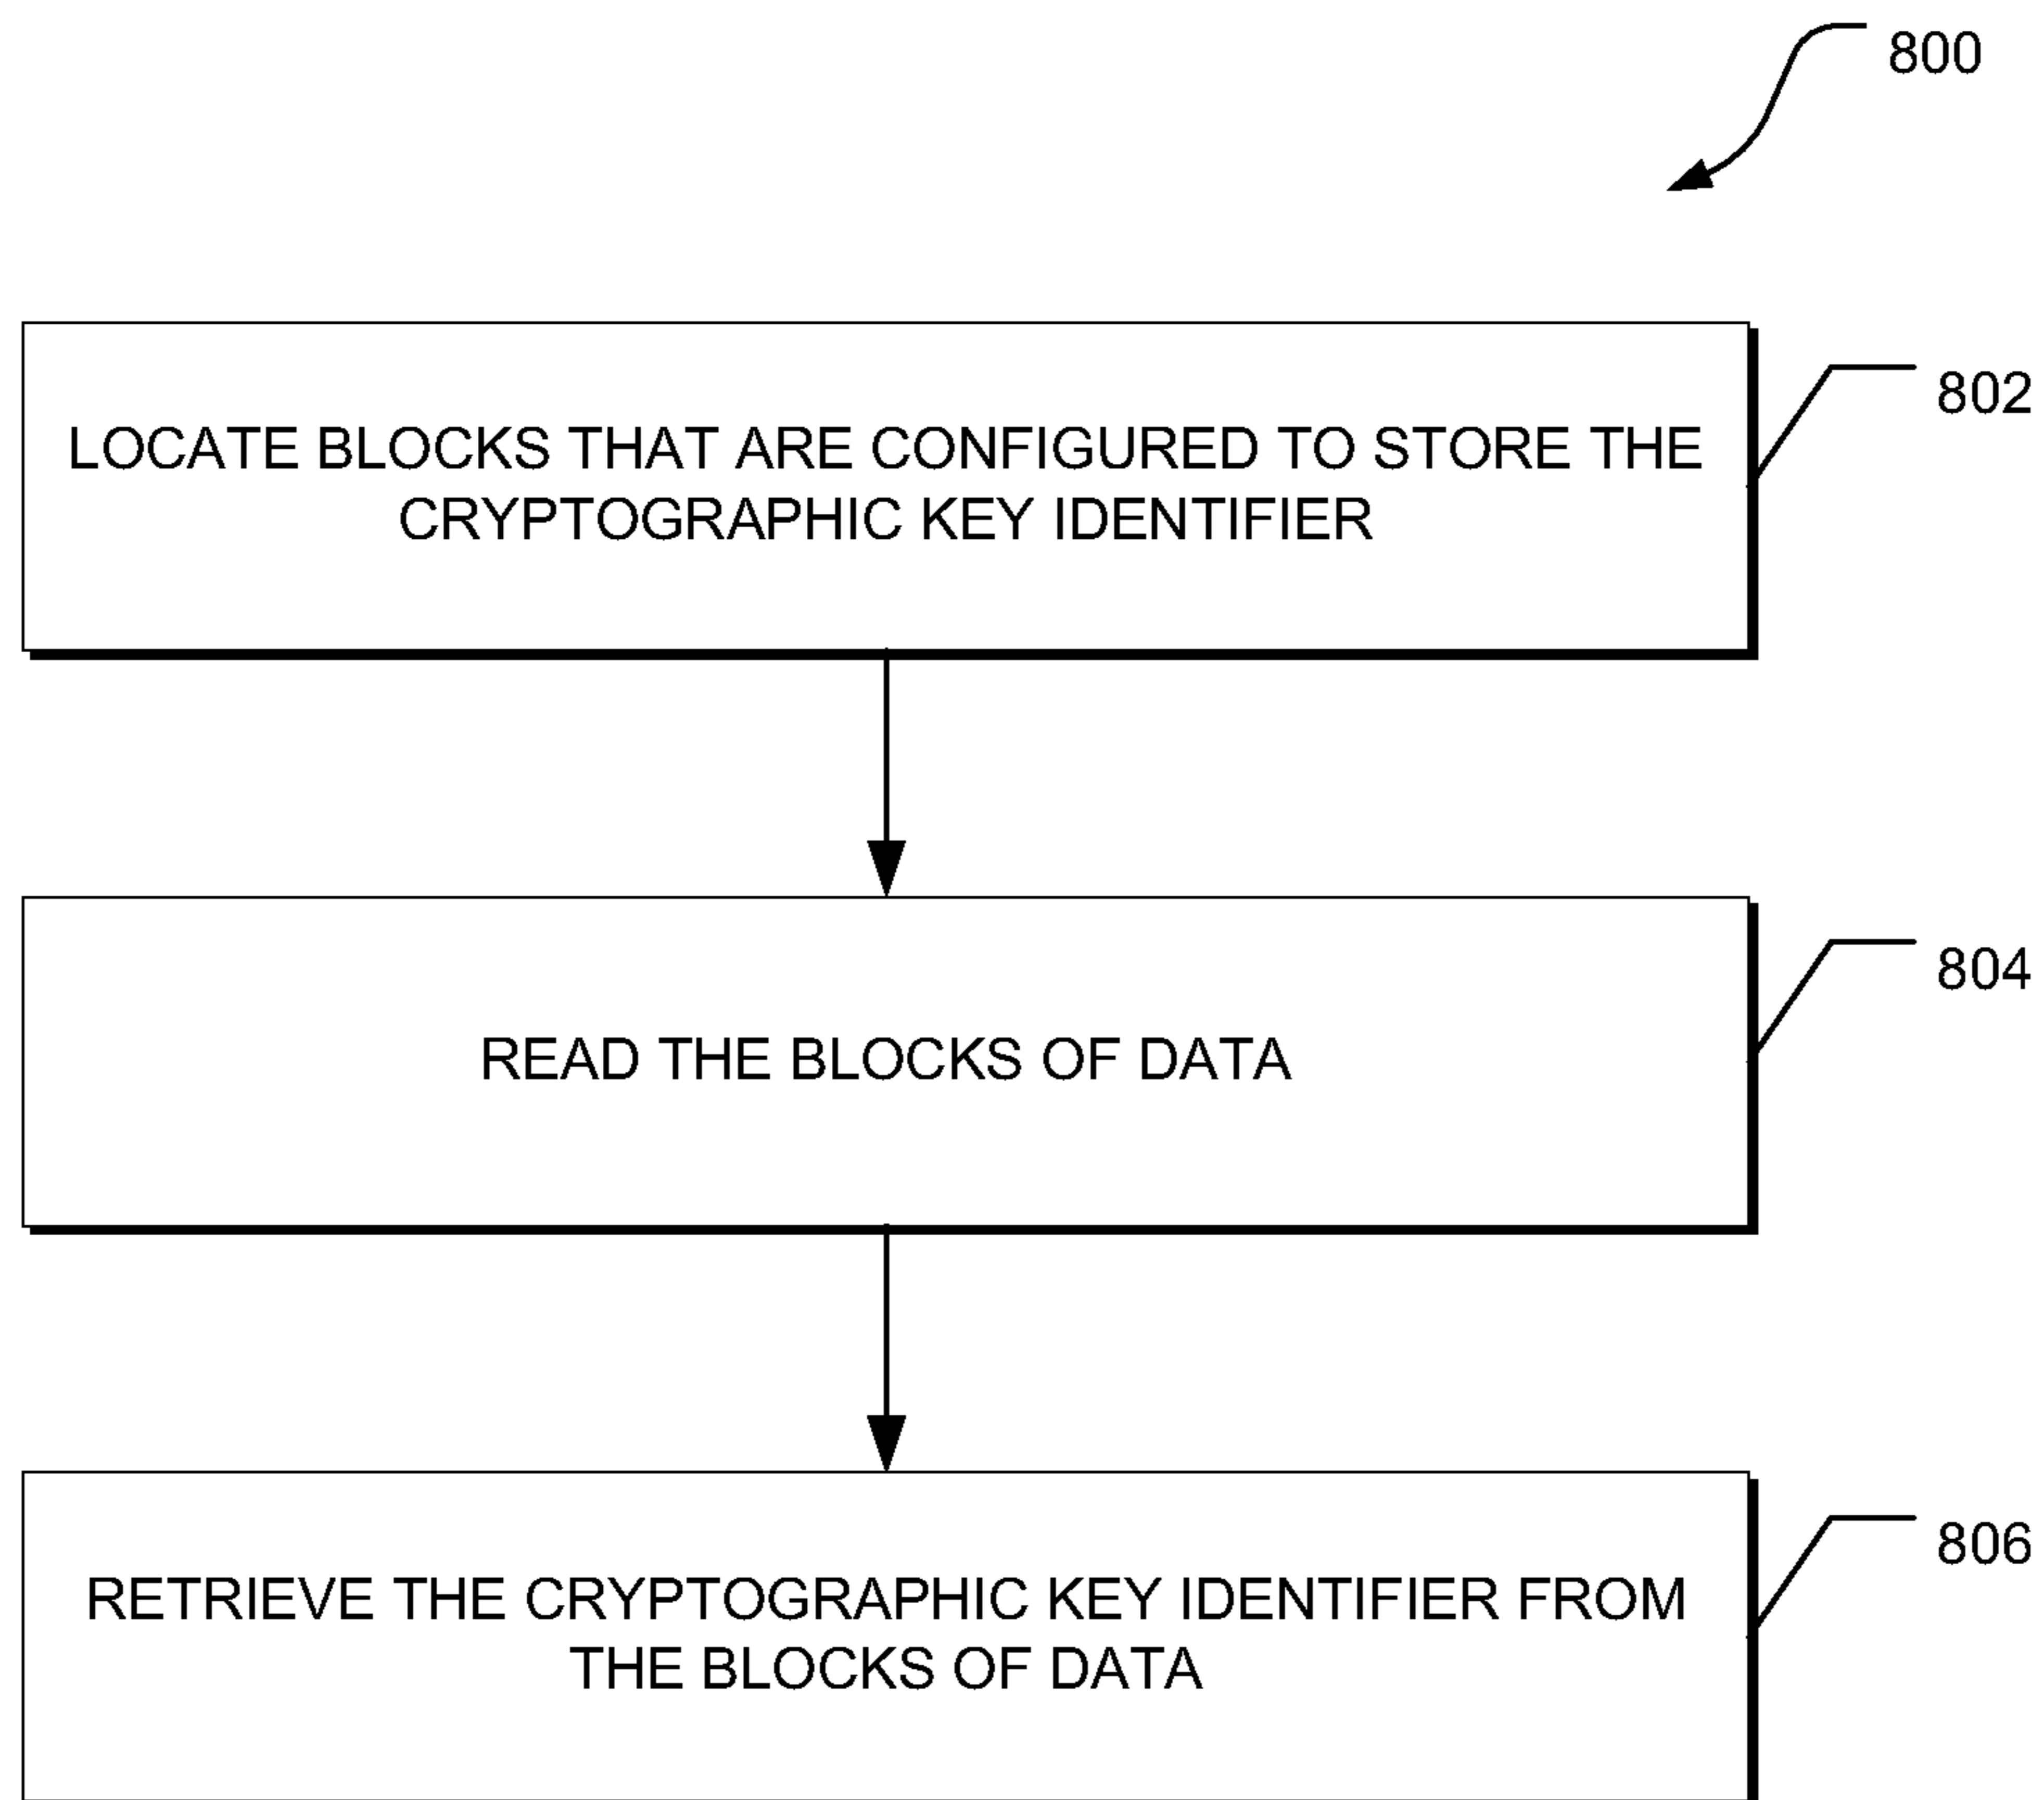 800
802
LOCATE BLOCKS THAT ARE CONFIGURED TO STORE THE
CRYPTOGRAPHIC KEY IDENTIFIER
804
READ THE BLOCKS OF DATA
806
RETRIEVE THE CRYPTOGRAPHIC KEY IDENTIFIER FROM
THE BLOCKS OF DATA